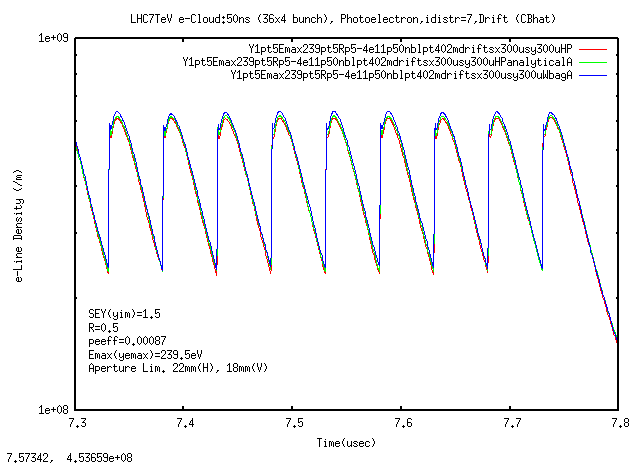 LHC7TeV e-Cloud:50ns (36x4 bunch), Photoelectron,idistr=7,Drift (CBhat)
1e+09
Y1pt5Emax239pt5Rp5-4e11p50nblpt402mdriftsx300usy300uHP
Y1pt5Emax239pt5Rp5-4e11p50nblpt402mdriftsx300usy300uHPanalyticalA
Y1pt5Emax239pt5Rp5-4e11p50nblpt402mdriftsx300usy300uWbagA
e-Line Density (/m)
SEY(yim)=1.5
R=0.5
peeff=0.00087
Emax(yemax)=239.5eV
Aperture Lim. 22mm(H), 18mm(V)
1e+08
7.3 7.4 7.5 7.6 7.7 7.8
Time(usec)
7.57342, 4.53659e+08